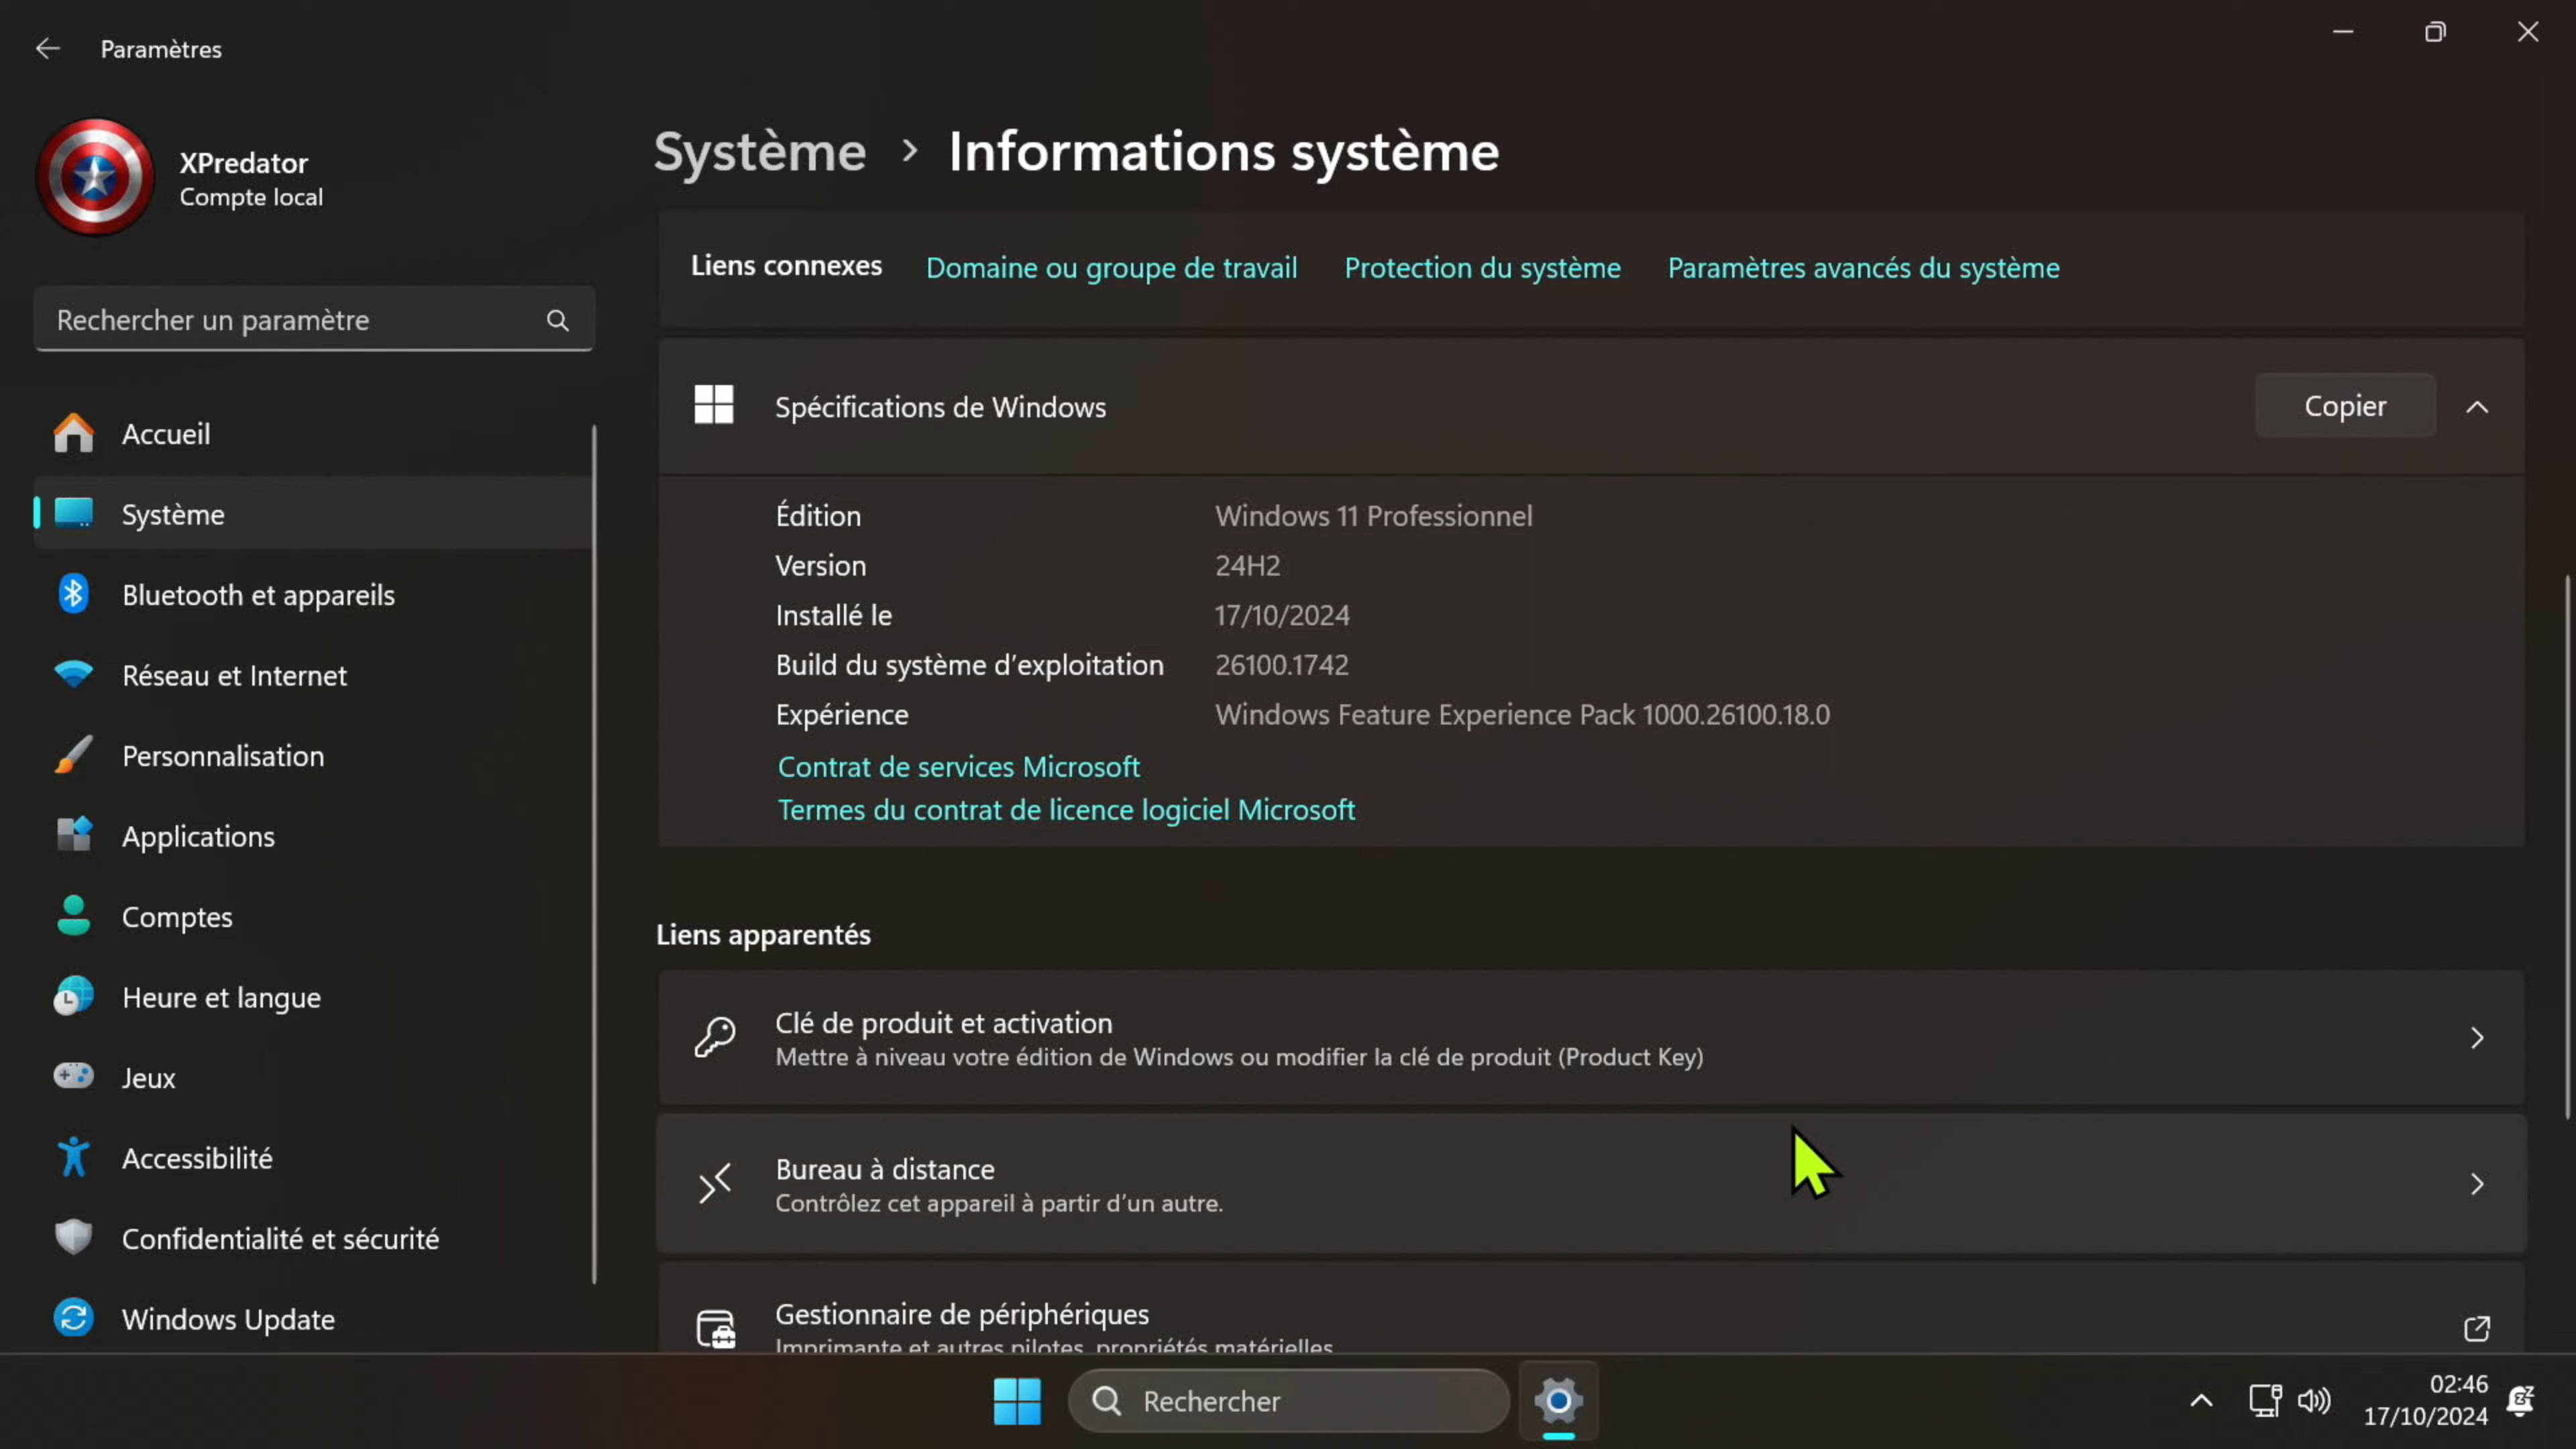 Paramètres
XPredator
Compte local
Rechercher un paramètre
Accueil
Système
Bluetooth et appareils
Réseau et Internet
Personnalisation
Applications
Comptes
Heure et langue
Jeux
Accessibilité
Confidentialité et sécurité
Windows Update
Système > Informations système
Liens connexes Domaine ou groupe de travail Protection du système Paramètres avancés du système
Spécifications de Windows Copier
Édition Windows 11 Professionnel
Version 24H2
Installé le 17/10/2024
Build du système d'exploitation 26100.1742
Expérience Windows Feature Experience Pack 1000.26100.18.0
Contrat de services Microsoft
Termes du contrat de licence logiciel Microsoft
Liens apparentés
Clé de produit et activation
Mettre à niveau votre édition de Windows ou modifier la clé de produit (Product Key)
Bureau à distance
Contrôlez cet appareil à partir d'un autre.
Gestionnaire de périphériques
Imprimante et autres pilotes, propriétés matérielles
Rechercher
02:46
17/10/2024